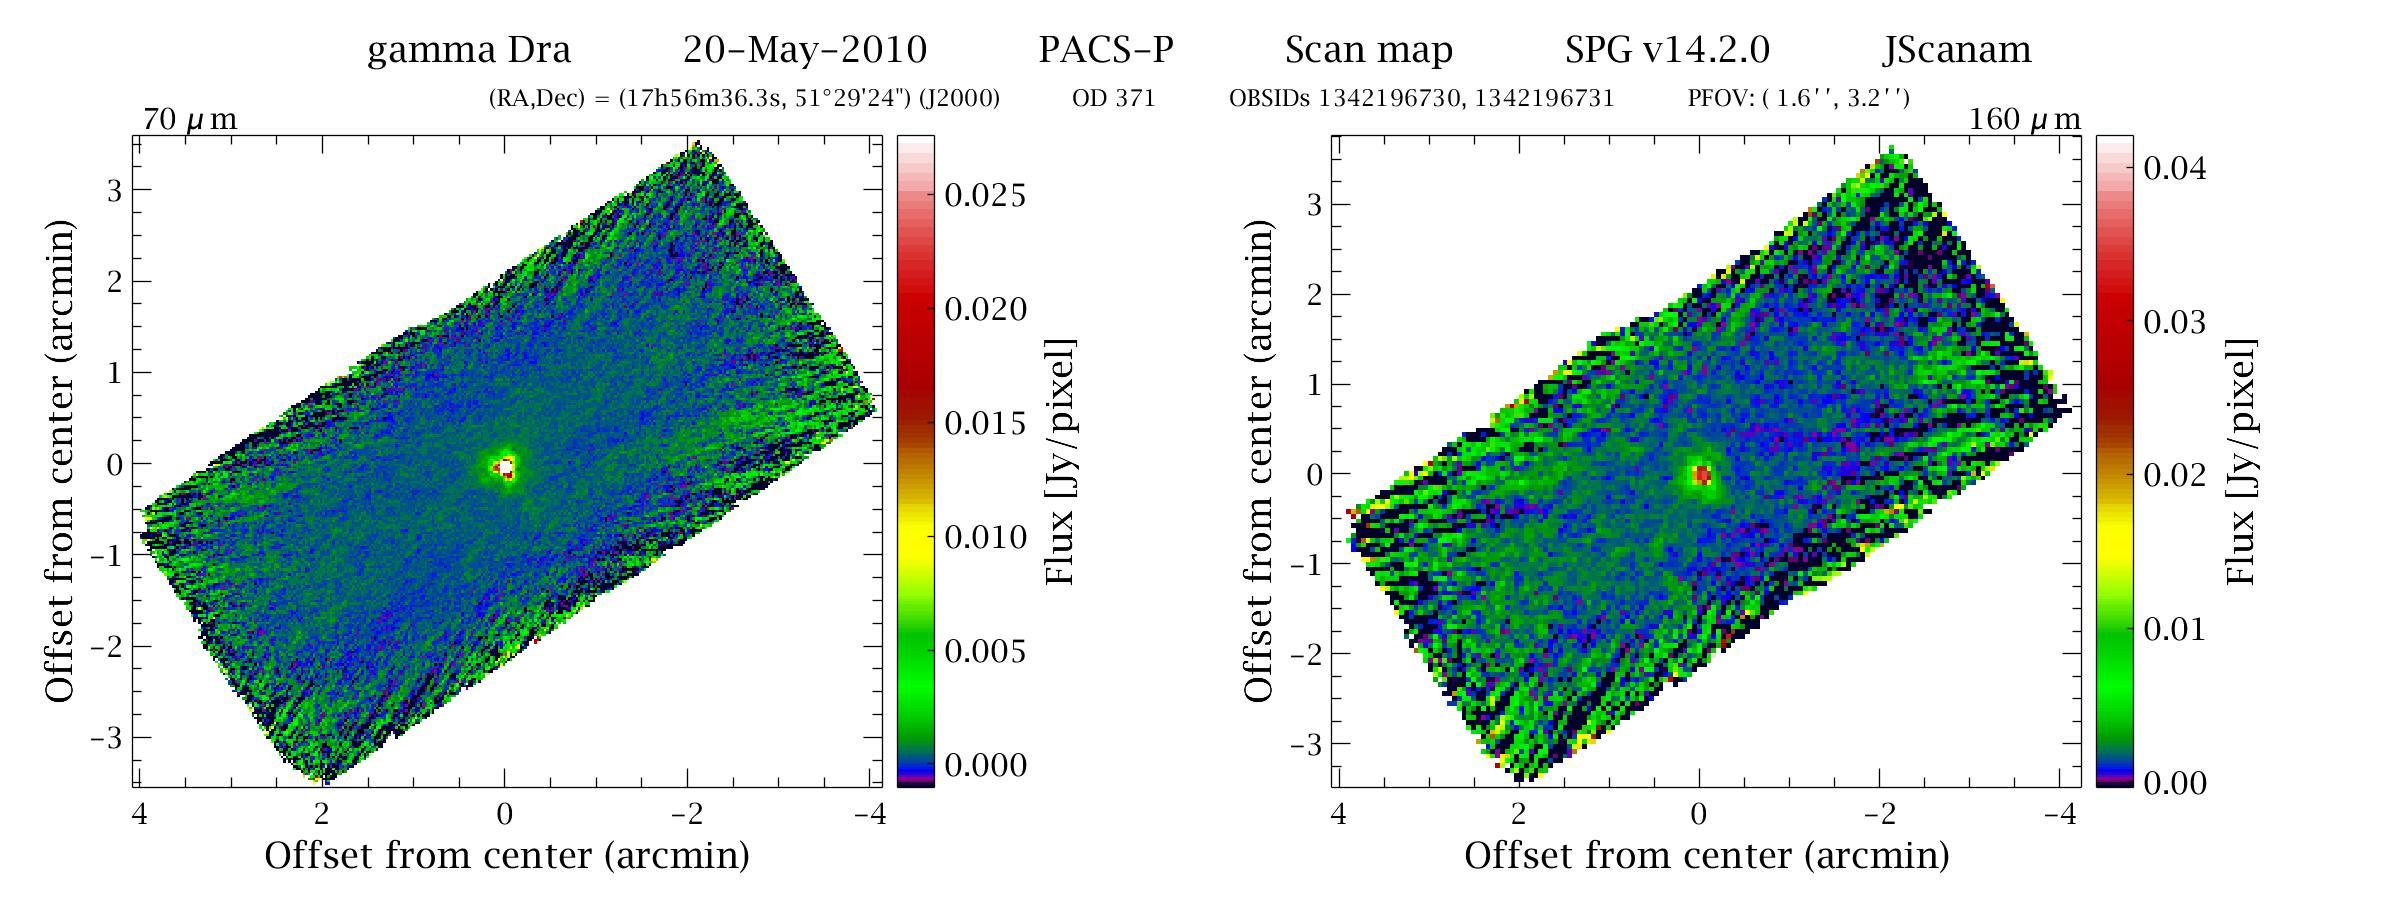 gamma Dra 20-May-2010 PACS-P Scan map SPG v14.2.0 JScanam
(RA,Dec) = (17h56m36.3s, 51°29'24") (J2000) OD 371 OBSIDs 1342196730, 1342196731 PFOV: ( 1.6'', 3.2'')
70 µm
160 µm
Offset from center (arcmin)
3
2
1
0
-1
-2
-3
4 2 0 -2 -4
Offset from center (arcmin)
0.025
0.020
0.015
0.010
0.005
0.000
Flux [Jy/pixel]
Offset from center (arcmin)
3
2
1
0
-1
-2
-3
4 2 0 -2 -4
Offset from center (arcmin)
0.04
0.03
0.02
0.01
0.00
Flux [Jy/pixel]